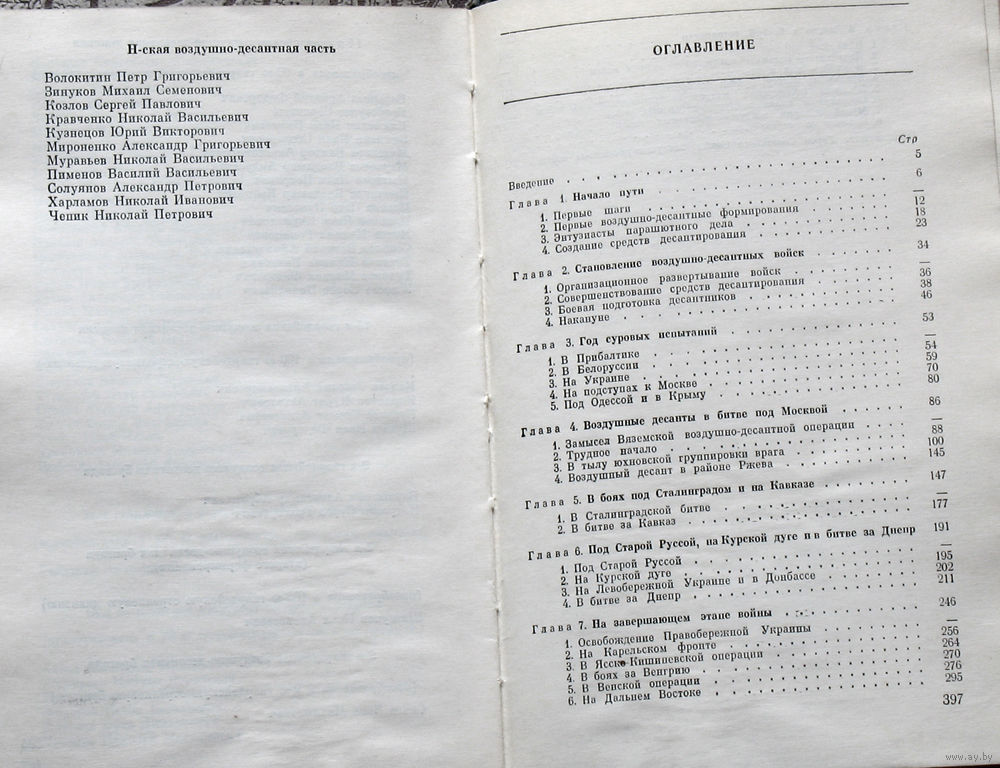 Н-ская воздушно-десантная часть
Волокитин Петр Григорьевич
Зинуков Михаил Семенович
Козлов Сергей Павлович
Кравченко Николай Васильевич
Кузнецов Юрий Викторович
Мироненко Александр Григорьевич
Муравьев Николай Васильевич
Пименов Василий Васильевич
Солуянов Александр Петрович
Харламов Николай Иванович
Чепик Николай Петрович
ОГЛАВЛЕНИЕ
Стр
Введение 5
Глава 1. Начало пути 6
1. Первые шаги —
2. Первые воздушно-десантные формирования 12
3. Энтузиасты парашютного дела 18
4. Создание средств десантирования 23
Глава 2. Становление воздушно-десантных войск 34
1. Организационное развертывание войск —
2. Совершенствование средств десантирования 36
3. Боевая подготовка десантников 38
4. Накануне 46
Глава 3. Год суровых испытаний 53
1. В Прибалтике —
2. В Белоруссии 54
3. На Украине 59
4. На подступах к Москве 70
5. Под Одессой и в Крыму 80
Глава 4. Воздушные десанты в битве под Москвой 86
1. Замысел Вяземской воздушно-десантной операции —
2. Трудное начало 88
3. В тылу юхновской группировки врага 100
4. Воздушный десант в районе Ржева 145
Глава 5. В боях под Сталинградом и на Кавказе 147
1. В Сталинградской битве —
2. В битве за Кавказ 177
Глава 6. Под Старой Руссой, на Курской дуге и в битве за Днепр 191
1. Под Старой Руссой —
2. На Курской дуге 195
3. На Левобережной Украине и в Донбассе 202
4. В битве за Днепр 211
Глава 7. На завершающем этапе войны 246
1. Освобождение Правобережной Украины —
2. На Карельском фронте 256
3. В Ясско-Кишиневской операции 264
4. В боях за Венгрию 270
5. В Венской операции 276
6. На Дальнем Востоке 295
397
www.ay.by